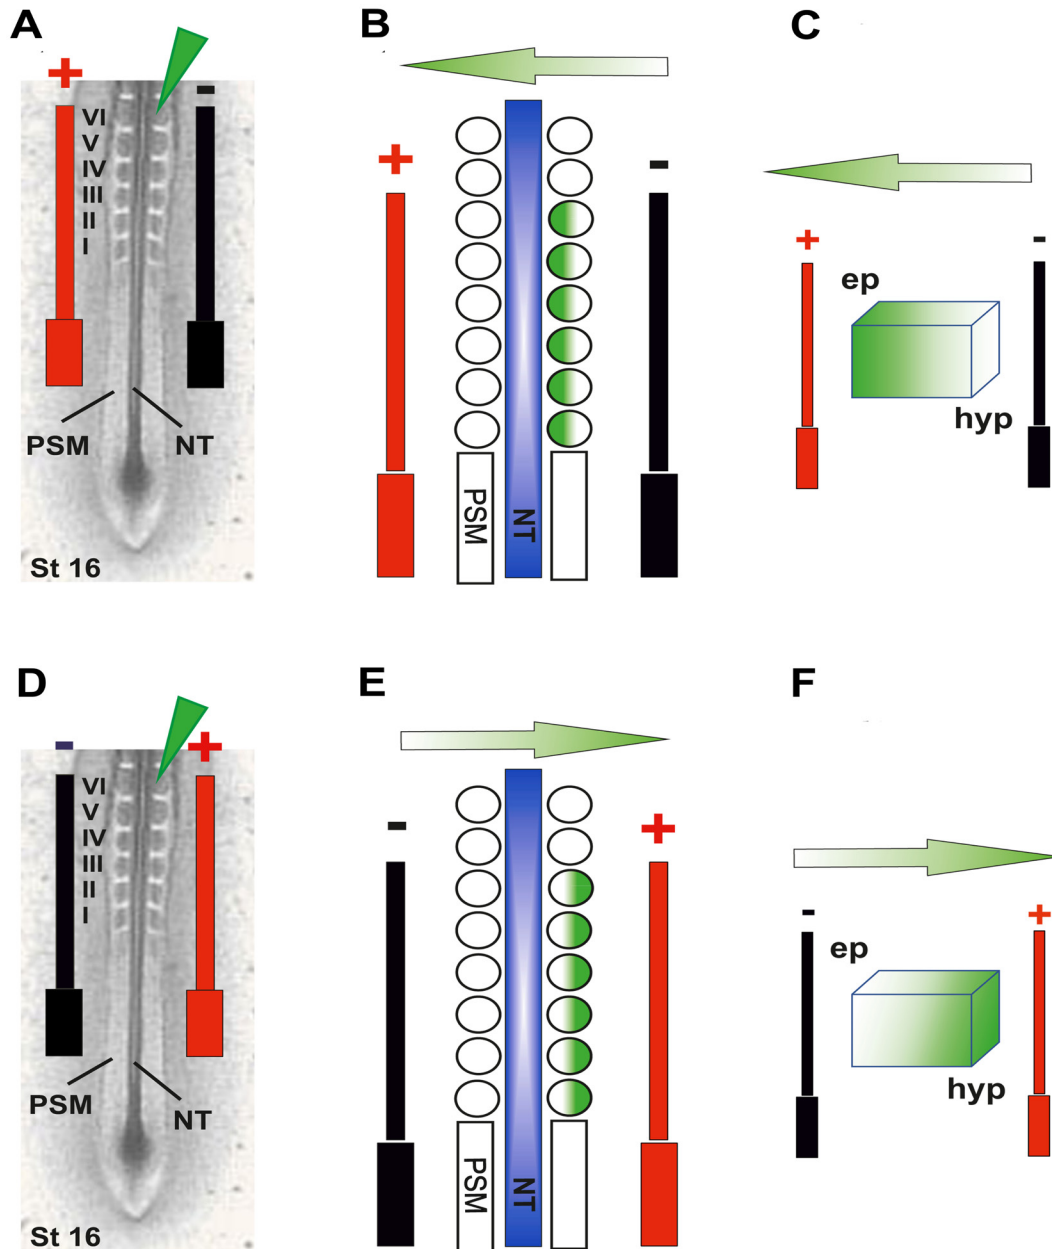 A
B
C
+
-
VI
V
IV
III
II
I
PSM
NT
St 16
+
-
PSM
NT
+
-
ep
hyp
D
E
F
-
+
VI
V
IV
III
II
I
PSM
NT
St 16
-
+
PSM
NT
-
+
ep
hyp